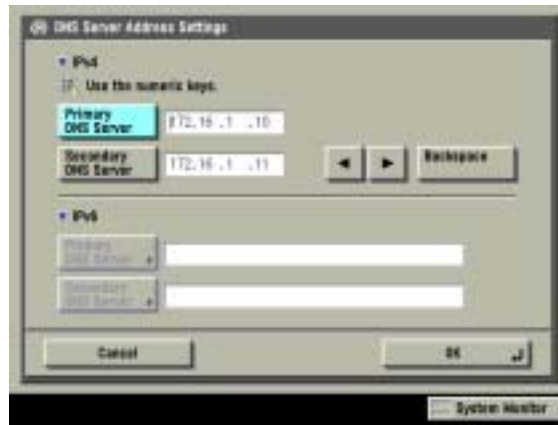 DNS Server Address Settings
IPv4
Use the numeric keys.
Primary
DNS Server
172.16.1.10
Secondary
DNS Server
172.16.1.11
Backspace
IPv6
Primary
DNS Server
Secondary
DNS Server
Cancel
OK
System Monitor